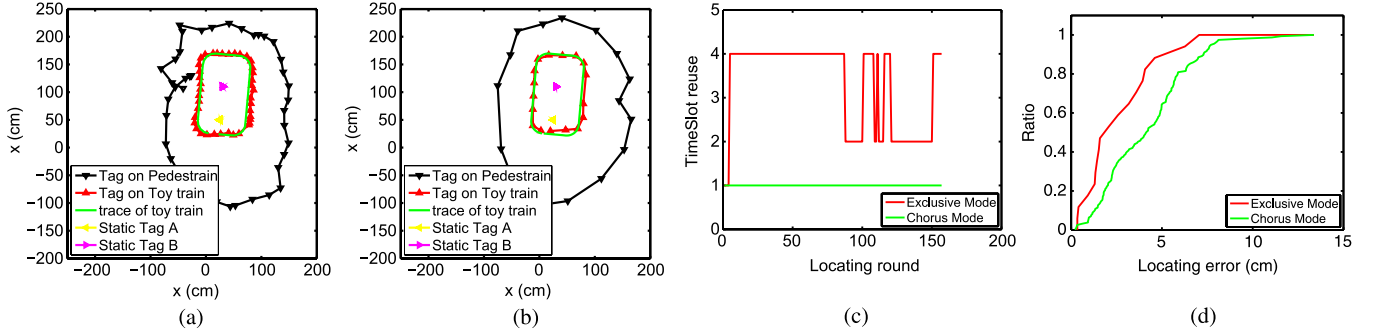 250
200
150
100
50
0
−50
−100
−150
200
x (cm)
Tag on Pedestrain
Tag on Toy train
trace of toy train
Static Tag A
Static Tag B
−200 −100 0 100 200
x (cm)
(a)
250
200
150
100
50
0
−50
−100
−150
200
x (cm)
Tag on Pedestrain
Tag on Toy train
trace of toy train
Static Tag A
Static Tag B
−200 −100 0 100 200
x (cm)
(b)
5
4
3
2
1
0
TimeSlot reuse
Exclusive Mode
Chorus Mode
0 50 100 150 200
Locating round
(c)
1
0.8
0.6
0.4
0.2
0
Ratio
Exclusive Mode
Chorus Mode
0 5 10 15
Locating error (cm)
(d)